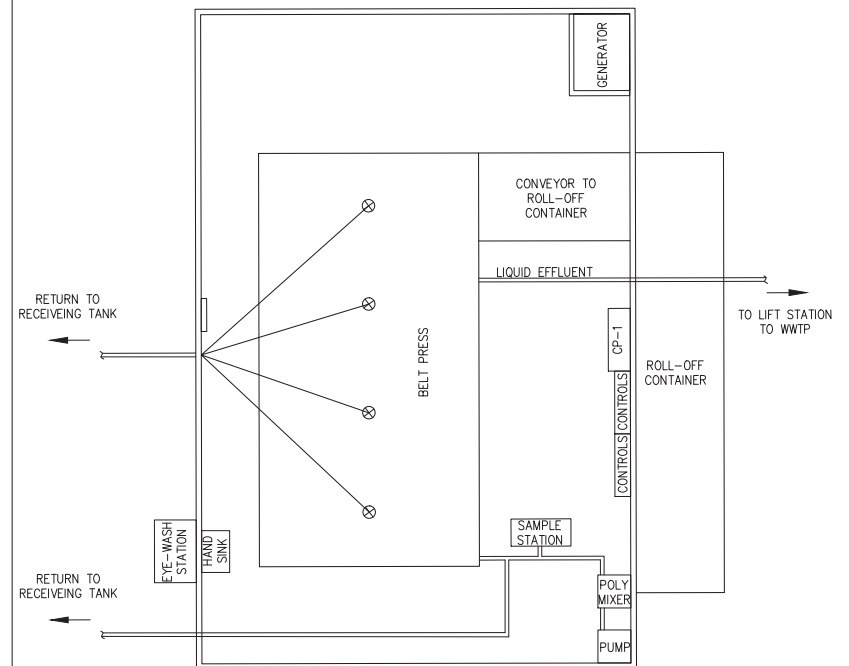 GENERATOR
CONVEYOR TO
ROLL-OFF
CONTAINER
LIQUID EFFLUENT
RETURN TO
RECEIVEING TANK
TO LIFT STATION
TO WWTP
CP-1
BELT PRESS
ROLL-OFF
CONTAINER
CONTROLS
CONTROLS
SAMPLE
STATION
EYE-WASH
STATION
HAND
SINK
RETURN TO
RECEIVEING TANK
POLY
MIXER
PUMP